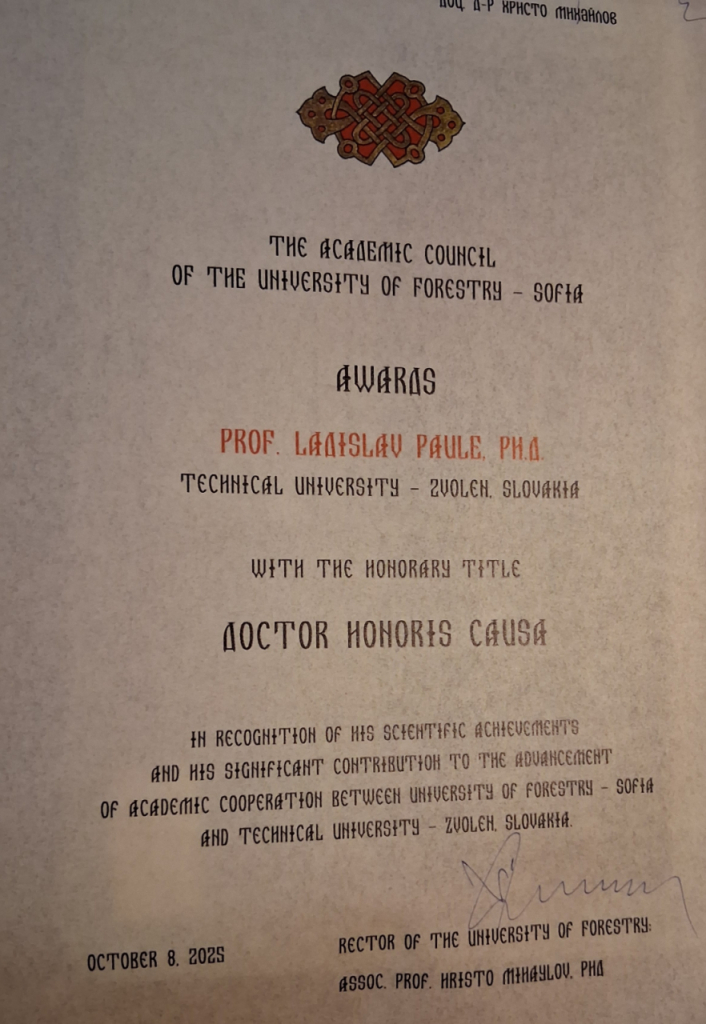 ДОЦ. Д-Р ХРИСТО МИХАЙЛОВ
THE ACADEMIC COUNCIL
OF THE UNIVERSITY OF FORESTRY – SOFIA
AWARDS
PROF. LADISLAV PAULE, PH.D.
TECHNICAL UNIVERSITY – ZVOLEN, SLOVAKIA
WITH THE HONORARY TITLE
DOCTOR HONORIS CAUSA
IN RECOGNITION OF HIS SCIENTIFIC ACHIEVEMENTS
AND HIS SIGNIFICANT CONTRIBUTION TO THE ADVANCEMENT
OF ACADEMIC COOPERATION BETWEEN UNIVERSITY OF FORESTRY – SOFIA
AND TECHNICAL UNIVERSITY – ZVOLEN, SLOVAKIA.
OCTOBER 8, 2025
RECTOR OF THE UNIVERSITY OF FORESTRY:
ASSOC. PROF. HRISTO MIHAYLOV, PHD